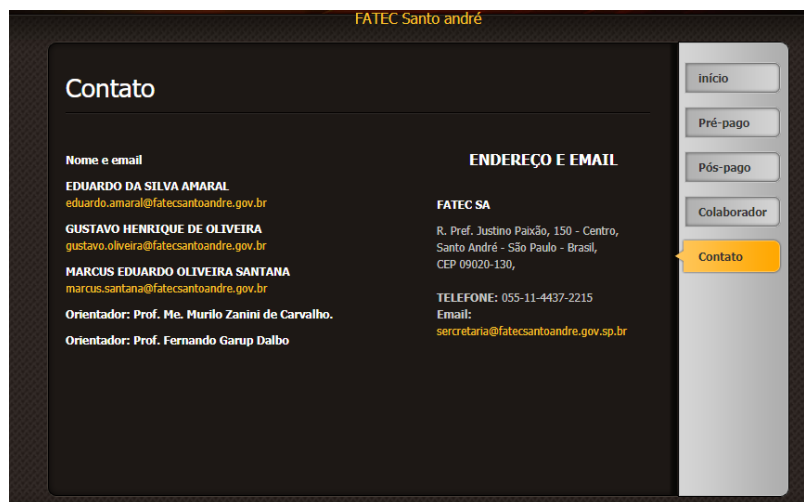 FATEC Santo andré
Contato
Nome e email
EDUARDO DA SILVA AMARAL
eduardo.amaral@fatecsantoandre.gov.br
GUSTAVO HENRIQUE DE OLIVEIRA
gustavo.oliveira@fatecsantoandre.gov.br
MARCUS EDUARDO OLIVEIRA SANTANA
marcus.santana@fatecsantoandre.gov.br
Orientador: Prof. Me. Murilo Zanini de Carvalho.
Orientador: Prof. Fernando Garup Dalbo
ENDEREÇO E EMAIL
FATEC SA
R. Pref. Justino Paixão, 150 - Centro,
Santo André - São Paulo - Brasil,
CEP 09020-130,
TELEFONE: 055-11-4437-2215
Email:
sercretaria@fatecsantoandre.gov.sp.br
início
Pré-pago
Pós-pago
Colaborador
Contato